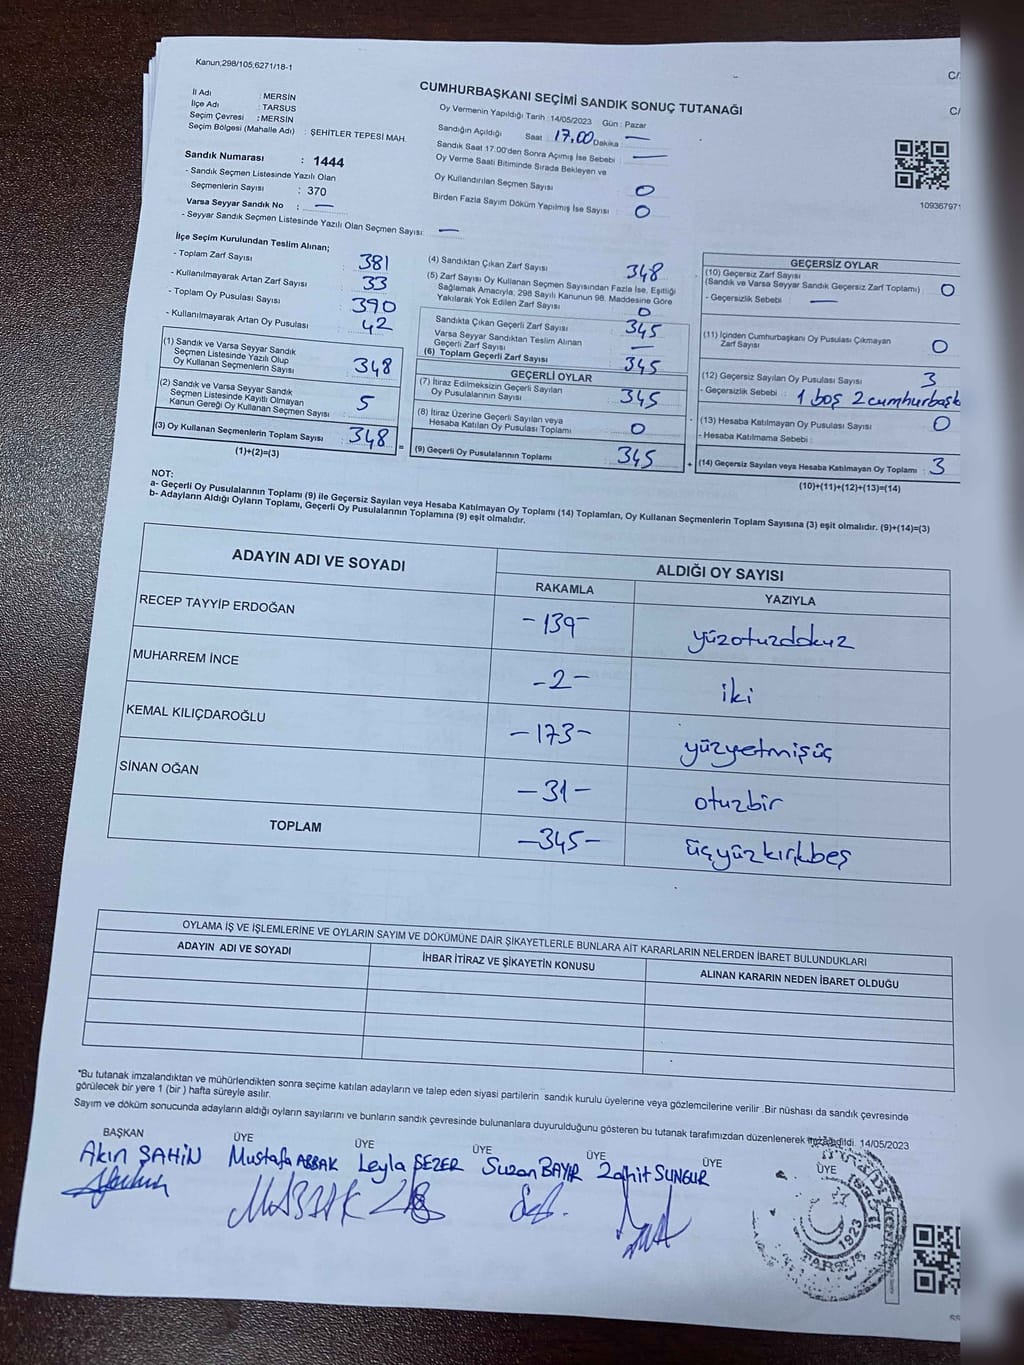 Kanun;298/105;6271/18-1
C/
CUMHURBAŞKANI SEÇİMİ SANDIK SONUÇ TUTANAĞI
C/
İl Adı : MERSİN
İlçe Adı : TARSUS
Seçim Çevresi : MERSİN
Seçim Bölgesi (Mahalle Adı) : ŞEHİTLER TEPESİ MAH.
Oy Vermenin Yapıldığı Tarih :14/05/2023 Gün : Pazar
Sandığın Açıldığı Saat : 17.00 Dakika : —
Sandık Saat 17.00'den Sonra Açımış İse Sebebi : —
Oy Verme Saati Bitiminde Sırada Bekleyen ve
Oy Kullandırılan Seçmen Sayısı : 0
Birden Fazla Sayım Döküm Yapılmış İse Sayısı : 0
109367971
Sandık Numarası : 1444
- Sandık Seçmen Listesinde Yazılı Olan
Seçmenlerin Sayısı : 370
Varsa Seyyar Sandık No : —
- Seyyar Sandık Seçmen Listesinde Yazılı Olan Seçmen Sayısı: —
İlçe Seçim Kurulundan Teslim Alınan;
- Toplam Zarf Sayısı : 381
- Kullanılmayarak Artan Zarf Sayısı : 33
- Toplam Oy Pusulası Sayısı : 390
- Kullanılmayarak Artan Oy Pusulası : 42
(1) Sandık ve Varsa Seyyar Sandık
Seçmen Listesinde Yazılı Olup
Oy Kullanan Seçmenlerin Sayısı : 348
(2) Sandık ve Varsa Seyyar Sandık
Seçmen Listesinde Kayıtlı Olmayan
Kanun Gereği Oy Kullanan Seçmen Sayısı : 5
(3) Oy Kullanan Seçmenlerin Toplam Sayısı : 348 =
(1)+(2)=(3)
(4) Sandıktan Çıkan Zarf Sayısı : 348
(5) Zarf Sayısı Oy Kullanan Seçmen Sayısından Fazla İse, Eşitliği
Sağlamak Amacıyla, 298 Sayılı Kanunun 98. Maddesine Göre
Yakılarak Yok Edilen Zarf Sayısı : 0
Sandıkta Çıkan Geçerli Zarf Sayısı : 345
Varsa Seyyar Sandıktan Teslim Alınan
Geçerli Zarf Sayısı : —
(6) Toplam Geçerli Zarf Sayısı : 345
GEÇERLİ OYLAR
(7) İtiraz Edilmeksizin Geçerli Sayılan
Oy Pusulalarının Sayısı : 345
(8) İtiraz Üzerine Geçerli Sayılan veya
Hesaba Katılan Oy Pusulası Toplamı : 0
(9) Geçerli Oy Pusulalarının Toplamı : 345 +
GEÇERSİZ OYLAR
(10) Geçersiz Zarf Sayısı
(Sandık ve Varsa Seyyar Sandık Geçersiz Zarf Toplamı) : 0
- Geçersizlik Sebebi : —
(11) İçinden Cumhurbaşkanı Oy Pusulası Çıkmayan
Zarf Sayısı : 0
(12) Geçersiz Sayılan Oy Pusulası Sayısı : 3
- Geçersizlik Sebebi : 1 boş 2 cumhurbaşk
(13) Hesaba Katılmayan Oy Pusulası Sayısı : 0
- Hesaba Katılmama Sebebi :
(14) Geçersiz Sayılan veya Hesaba Katılmayan Oy Toplamı : 3
(10)+(11)+(12)+(13)=(14)
NOT:
a- Geçerli Oy Pusulalarının Toplamı (9) ile Geçersiz Sayılan veya Hesaba Katılmayan Oy Toplamı (14) Toplamları, Oy Kullanan Seçmenlerin Toplam Sayısına (3) eşit olmalıdır. (9)+(14)=(3)
b- Adayların Aldığı Oyların Toplamı, Geçerli Oy Pusulalarının Toplamına (9) eşit olmalıdır.
ADAYIN ADI VE SOYADI
ALDIĞI OY SAYISI
RAKAMLA YAZIYLA
RECEP TAYYİP ERDOĞAN -139- yüzotuzdokuz
MUHARREM İNCE -2- iki
KEMAL KILIÇDAROĞLU -173- yüzyetmişüç
SİNAN OĞAN -31- otuzbir
TOPLAM -345- üçyüzkırkbeş
OYLAMA İŞ VE İŞLEMLERİNE VE OYLARIN SAYIM VE DÖKÜMÜNE DAİR ŞİKAYETLERLE BUNLARA AİT KARARLARIN NELERDEN İBARET BULUNDUKLARI
ADAYIN ADI VE SOYADI İHBAR İTİRAZ VE ŞİKAYETİN KONUSU ALINAN KARARIN NEDEN İBARET OLDUĞU
*Bu tutanak imzalandıktan ve mühürlendikten sonra seçime katılan adayların ve talep eden siyasi partilerin sandık kurulu üyelerine veya gözlemcilerine verilir .Bir nüshası da sandık çevresinde
görülecek bir yere 1 (bir ) hafta süreyle asılır.
Sayım ve döküm sonucunda adayların aldığı oyların sayılarını ve bunların sandık çevresinde bulunanlara duyurulduğunu gösteren bu tutanak tarafımızdan düzenlenerek imzaedildi. 14/05/2023
BAŞKAN ÜYE ÜYE ÜYE ÜYE ÜYE
Akın ŞAHİN Mustafa ABBAK Leyla SEZER Suzan BAYIR Zahit SUNGUR
MABBAK
1923
TARSUS